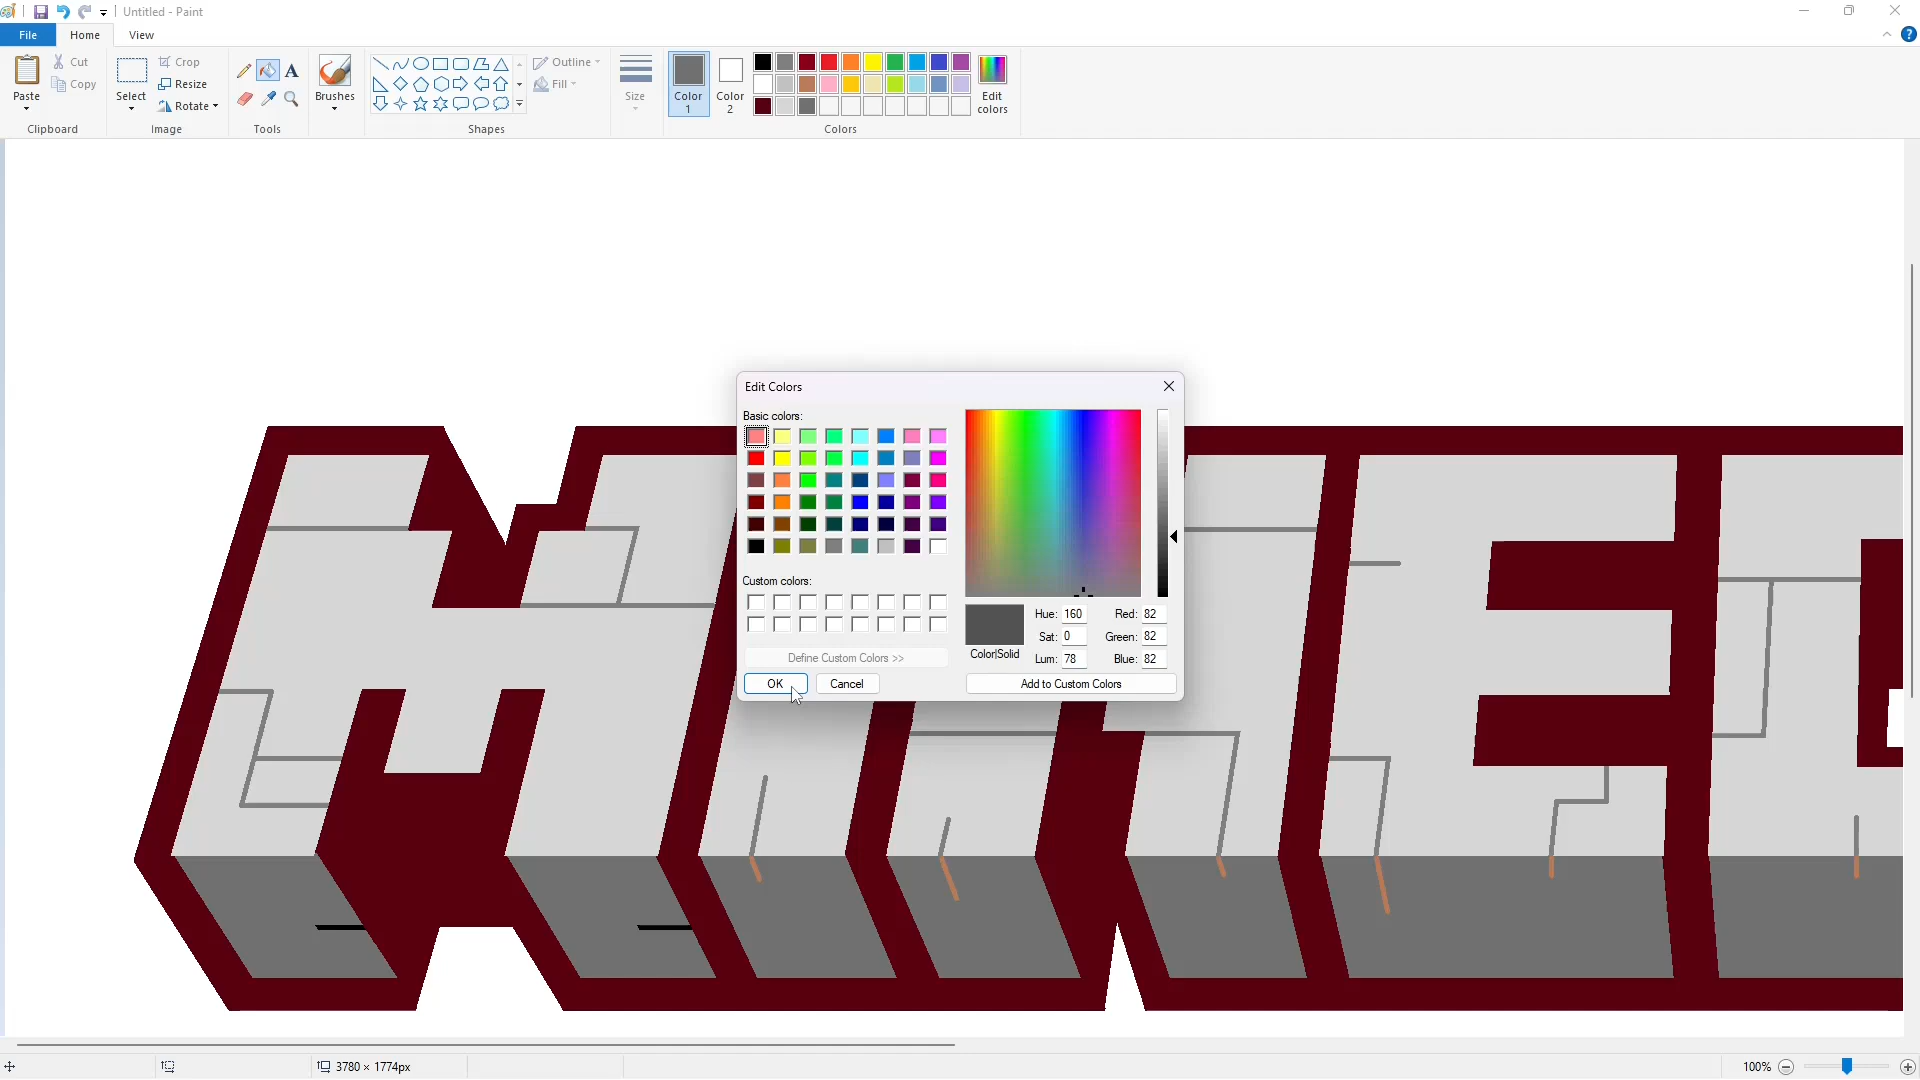 Untitled - Paint
File Home View
Paste
Cut
Copy
Clipboard
Select
Crop
Resize
Rotate
Image
A
Tools
Brushes
Shapes
Outline
Fill
Size
Color 1
Color 2
Edit colors
Colors
?
Edit Colors
Basic colors:
Custom colors:
Define Custom Colors >>
OK Cancel
Color|Solid
Hue: 160 Red: 82
Sat: 0 Green: 82
Lum: 78 Blue: 82
Add to Custom Colors
3780 × 1774px
100%